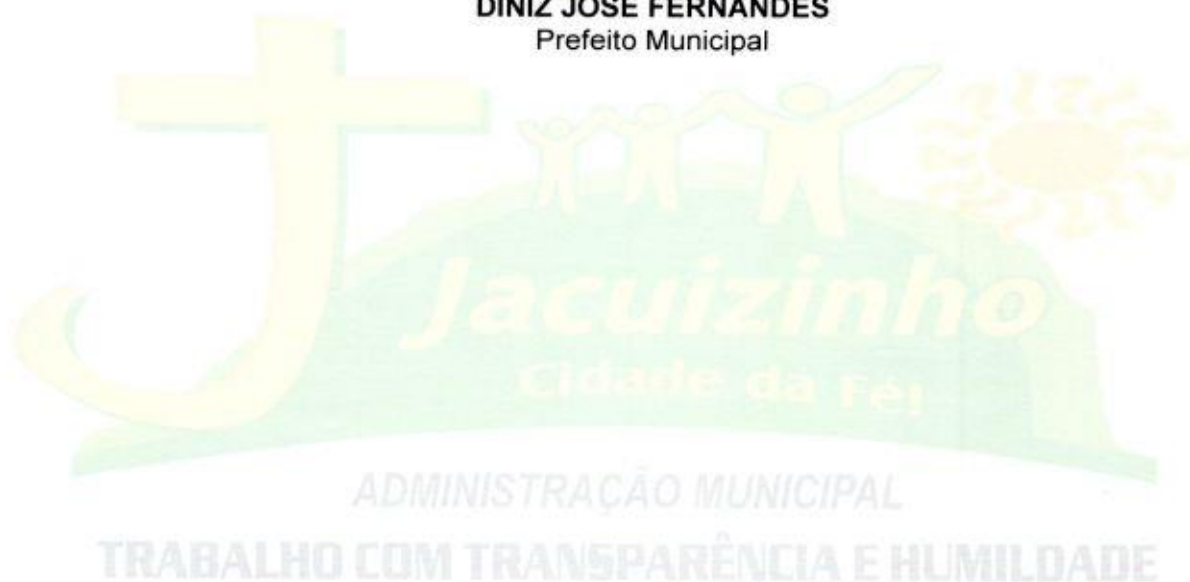 DINIZ JOSÉ FERNANDES
Prefeito Municipal
Jacuizinho
Cidade da Fé!
ADMINISTRAÇÃO MUNICIPAL
TRABALHO COM TRANSPARÊNCIA E HUMILDADE